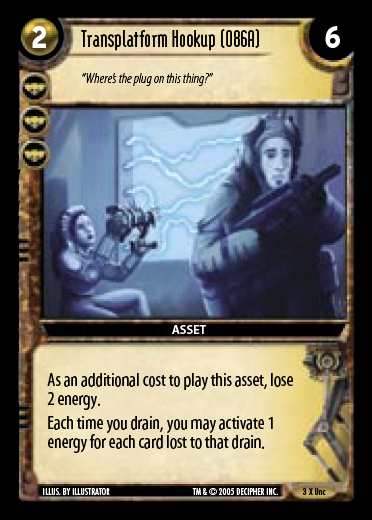 2
Transplatform Hookup (086A)
6
"Where's the plug on this thing?"
ASSET
As an additional cost to play this asset, lose
2 energy.
Each time you drain, you may activate 1
energy for each card lost to that drain.
ILLUS. BY ILLUSTRATOR
TM & © 2005 DECIPHER INC.
3 X Unc